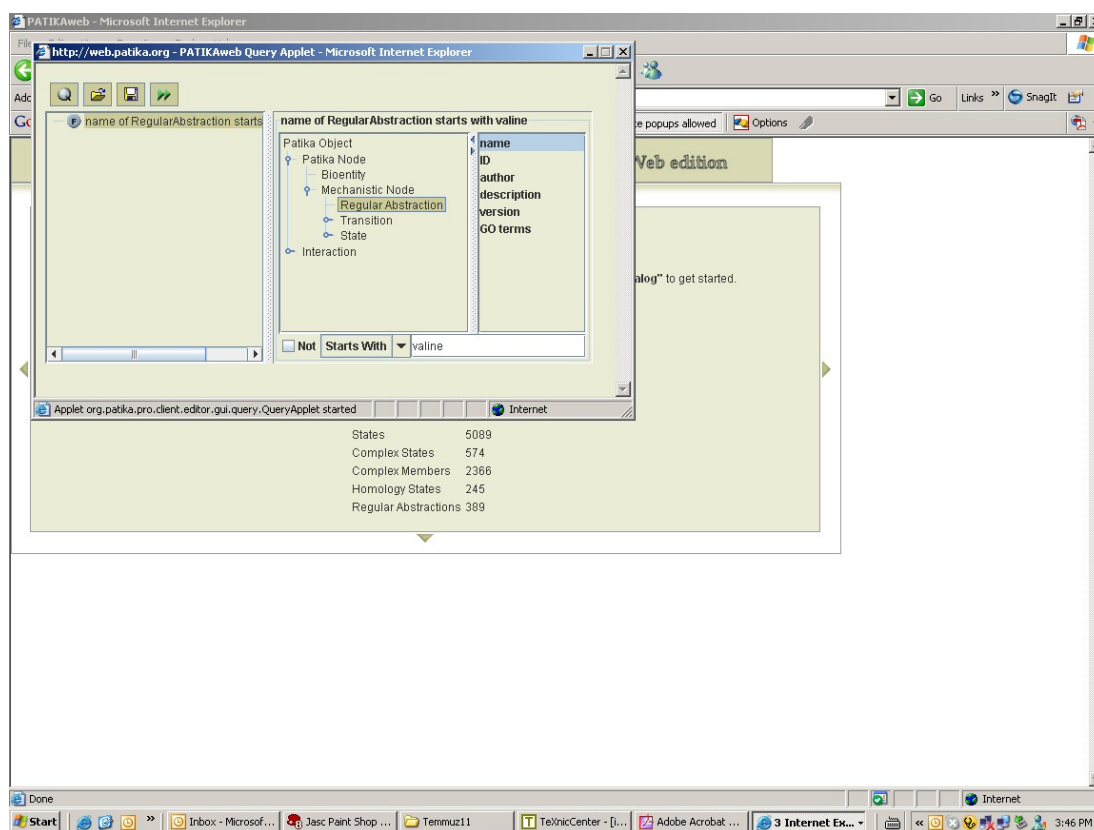 PATIKAweb - Microsoft Internet Explorer
http://web.patika.org - PATIKAweb Query Applet - Microsoft Internet Explorer
Go
Links »
SnagIt
name of RegularAbstraction starts
name of RegularAbstraction starts with valine
e popups allowed
Options
Patika Object
Patika Node
Bioentity
Mechanistic Node
Regular Abstraction
Transition
State
Interaction
name
ID
author
description
version
GO terms
Web edition
alog" to get started.
Not
Starts With
valine
Applet org.patika.pro.client.editor.gui.query.QueryApplet started
Internet
States 5089
Complex States 574
Complex Members 2366
Homology States 245
Regular Abstractions 389
Done
Internet
Start
»
Inbox - Microsof...
Jasc Paint Shop ...
Temmuz11
TeXnicCenter - [i...
Adobe Acrobat ...
3 Internet Ex...
«
3:46 PM